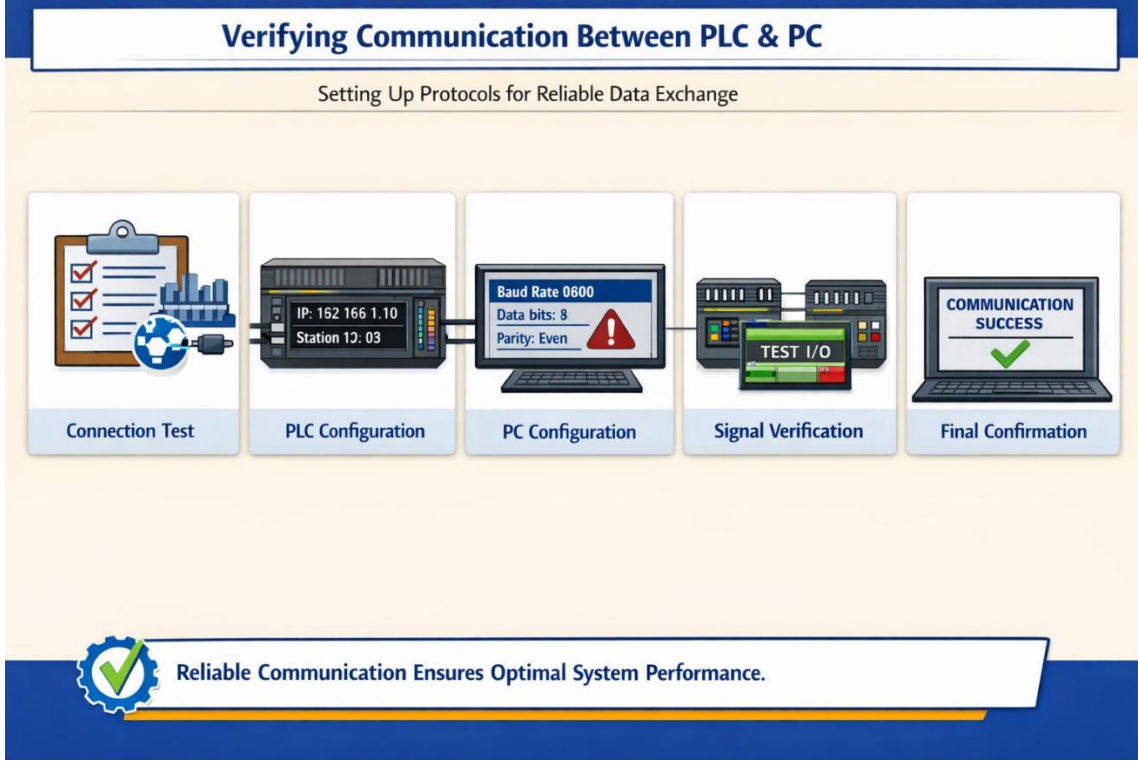 Verifying Communication Between PLC & PC
Setting Up Protocols for Reliable Data Exchange
IP: 162 166 1.10
Station 1Ɔ: 03
Baud Rate 0600
Data bits: 8
Parity: Even
TEST I/O
COMMUNICATION
SUCCESS
Connection Test
PLC Configuration
PC Configuration
Signal Verification
Final Confirmation
Reliable Communication Ensures Optimal System Performance.